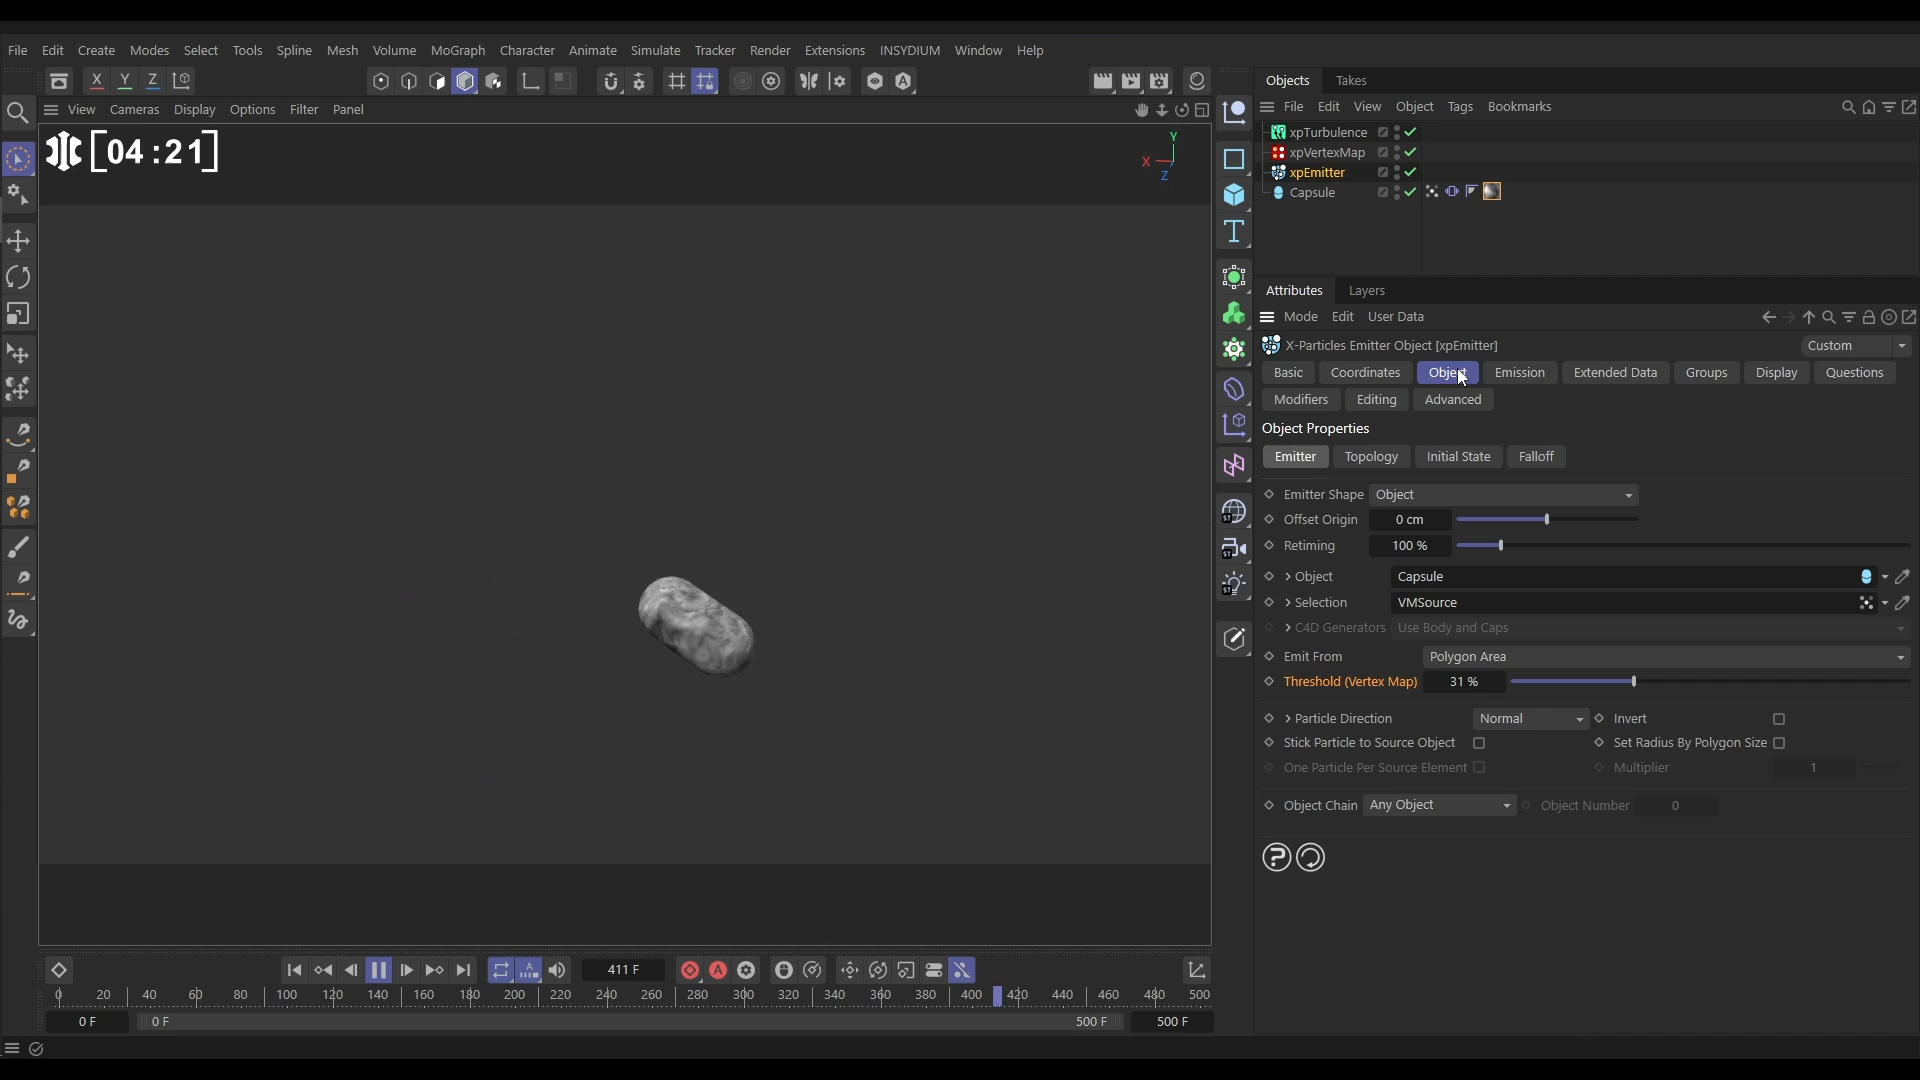 File Edit Create Modes Select Tools Spline Mesh Volume MoGraph Character Animate Simulate Tracker Render Extensions INSYDIUM Window Help
X Y Z
View Cameras Display Options Filter Panel
[04:21]
Y
X
Z
Objects Takes
File Edit View Object Tags Bookmarks
xpTurbulence
xpVertexMap
xpEmitter
Capsule
Attributes Layers
Mode Edit User Data
X-Particles Emitter Object [xpEmitter] Custom
Basic Coordinates Object Emission Extended Data Groups Display Questions
Modifiers Editing Advanced
Object Properties
Emitter Topology Initial State Falloff
Emitter Shape Object
Offset Origin 0 cm
Retiming 100 %
> Object Capsule
> Selection VMSource
> C4D Generators Use Body and Caps
Emit From Polygon Area
Threshold (Vertex Map) 31 %
> Particle Direction Normal Invert
Stick Particle to Source Object Set Radius By Polygon Size
One Particle Per Source Element Multiplier 1
Object Chain Any Object Object Number 0
?
ST
ST
ST
411 F
0 20 40 60 80 100 120 140 160 180 200 220 240 260 280 300 320 340 360 380 400 420 440 460 480 500
0 F 0 F 500 F 500 F